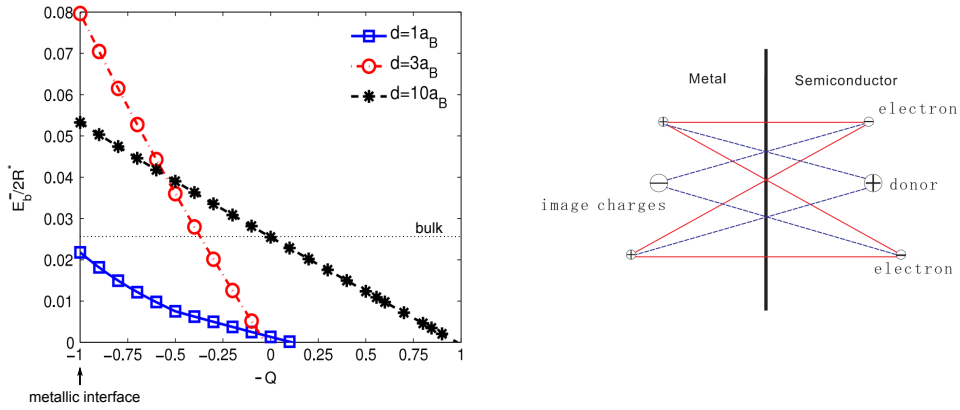 0.08
0.07
0.06
0.05
0.04
0.03
0.02
0.01
0
E_b^-/2R^*
d=1a_B
d=3a_B
d=10a_B
bulk
−1 −0.75 −0.5 −0.25 0 0.25 0.5 0.75 1
−Q
metallic interface
Metal Semiconductor
electron
donor
image charges
electron